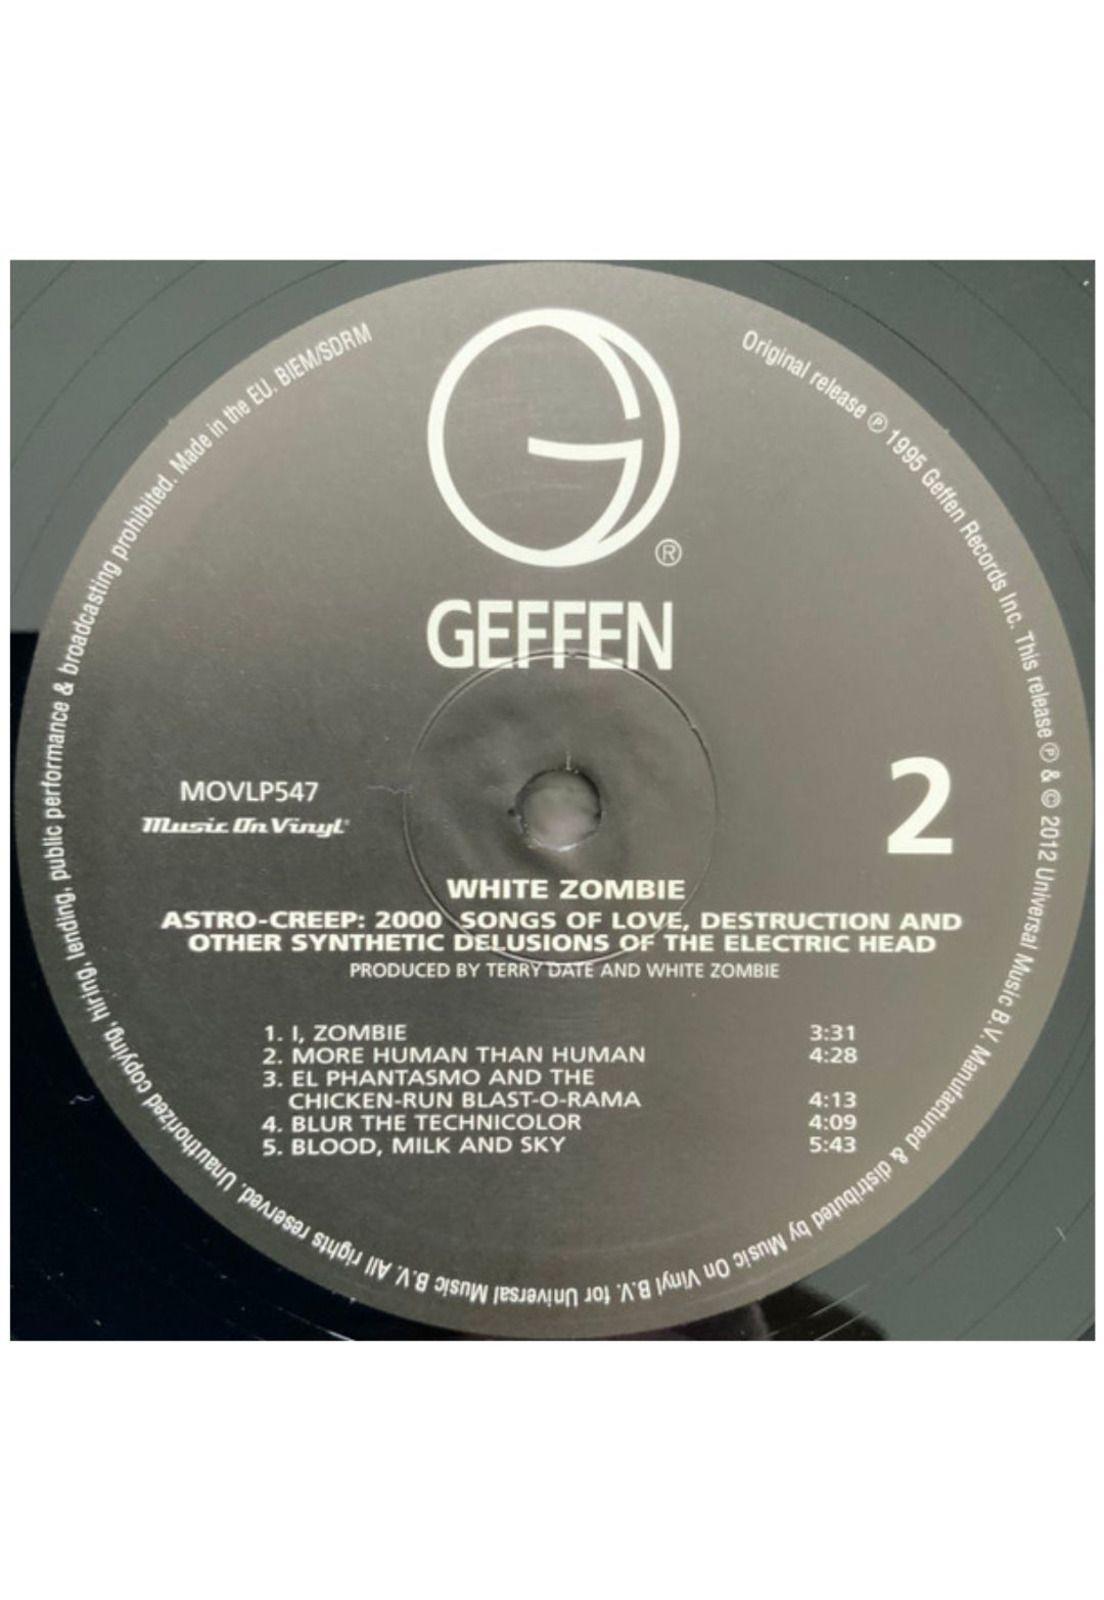 GEFFEN
®
MOVLP547
Music On Vinyl®
2
WHITE ZOMBIE
ASTRO-CREEP: 2000 SONGS OF LOVE, DESTRUCTION AND
OTHER SYNTHETIC DELUSIONS OF THE ELECTRIC HEAD
PRODUCED BY TERRY DATE AND WHITE ZOMBIE
1. I, ZOMBIE 3:31
2. MORE HUMAN THAN HUMAN 4:28
3. EL PHANTASMO AND THE
CHICKEN-RUN BLAST-O-RAMA 4:13
4. BLUR THE TECHNICOLOR 4:09
5. BLOOD, MILK AND SKY 5:43
Original release ℗ 1995 Geffen Records Inc. This release ℗ & © 2012 Universal Music B.V. Manufactured & distributed by Music On Vinyl B.V. for Universal Music B.V. All rights reserved. Unauthorized copying, hiring, lending, public performance & broadcasting prohibited. Made in the EU. BIEM/SDRM